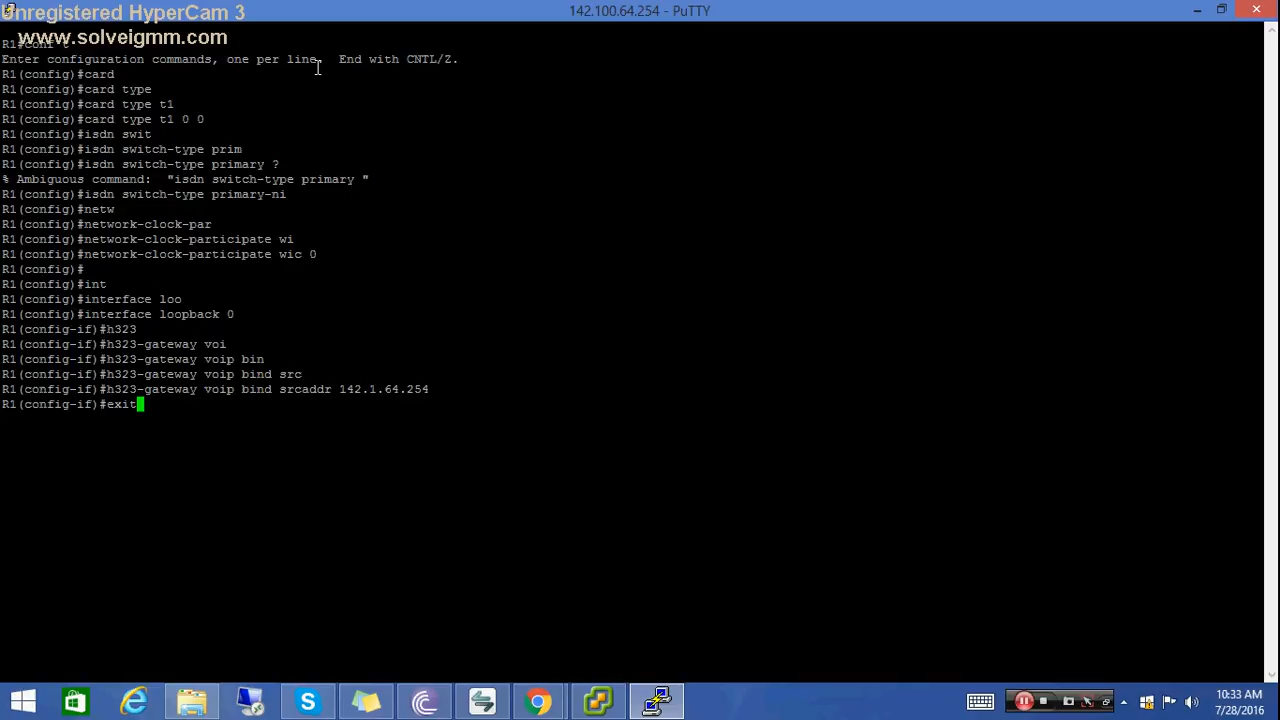 142.100.64.254 - PuTTY
Unregistered HyperCam 3
www.solveigmm.com
R1#conf t
Enter configuration commands, one per line.  End with CNTL/Z.
R1(config)#card
R1(config)#card type
R1(config)#card type t1
R1(config)#card type t1 0 0
R1(config)#isdn swit
R1(config)#isdn switch-type prim
R1(config)#isdn switch-type primary ?
% Ambiguous command:  "isdn switch-type primary "
R1(config)#isdn switch-type primary-ni
R1(config)#netw
R1(config)#network-clock-par
R1(config)#network-clock-participate wi
R1(config)#network-clock-participate wic 0
R1(config)#
R1(config)#int
R1(config)#interface loo
R1(config)#interface loopback 0
R1(config-if)#h323
R1(config-if)#h323-gateway voi
R1(config-if)#h323-gateway voip bin
R1(config-if)#h323-gateway voip bind src
R1(config-if)#h323-gateway voip bind srcaddr 142.1.64.254
R1(config-if)#exit
10:33 AM
7/28/2016